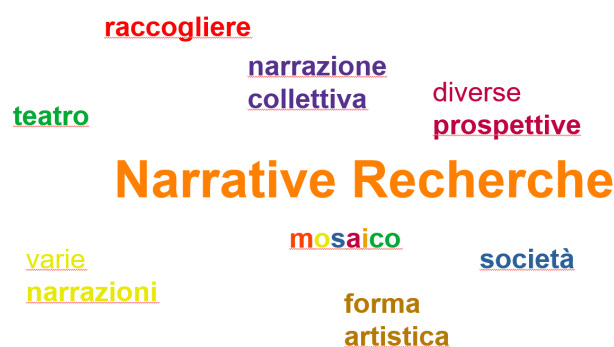 raccogliere
narrazione
collettiva
diverse
prospettive
teatro
Narrative Recherche
mosaico
varie
narrazioni
società
forma
artistica